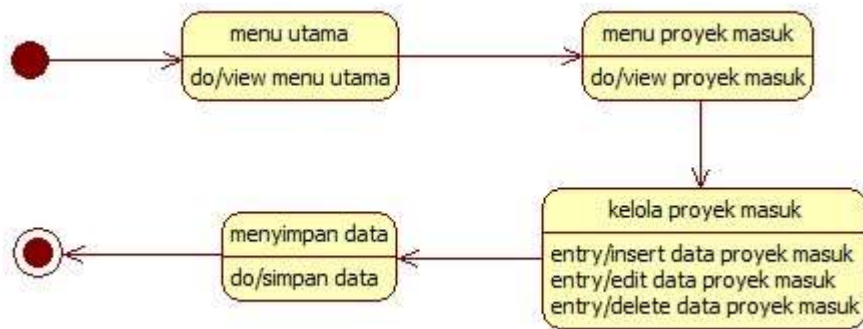 menu utama
do/view menu utama
menu proyek masuk
do/view proyek masuk
kelola proyek masuk
entry/insert data proyek masuk
entry/edit data proyek masuk
entry/delete data proyek masuk
menyimpan data
do/simpan data